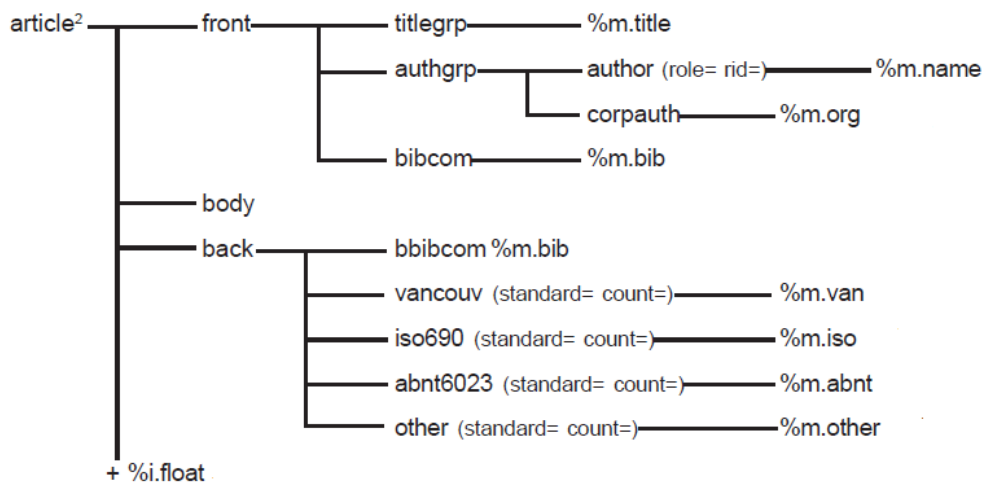 article² front titlegrp %m.title
authgrp author (role= rid=) %m.name
corpauth %m.org
bibcom %m.bib
body
back bbibcom %m.bib
vancouv (standard= count=) %m.van
iso690 (standard= count=) %m.iso
abnt6023 (standard= count=) %m.abnt
other (standard= count=) %m.other
+ %i.float